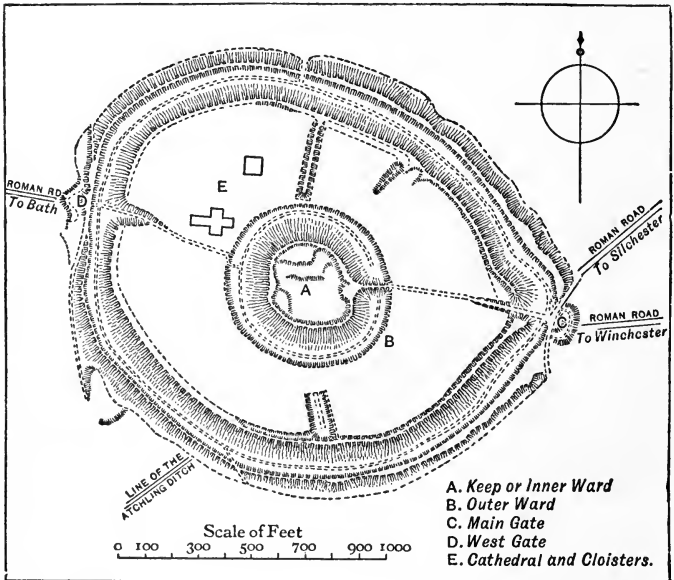 E
ROMAN RD.
To Bath
D
ROMAN ROAD
To Silchester
A
C
ROMAN ROAD
To Winchester
B
LINE OF THE
ATCHLING DITCH
A. Keep or Inner Ward
B. Outer Ward
C. Main Gate
D. West Gate
E. Cathedral and Cloisters.
Scale of Feet
0 100 300 500 700 800 1000